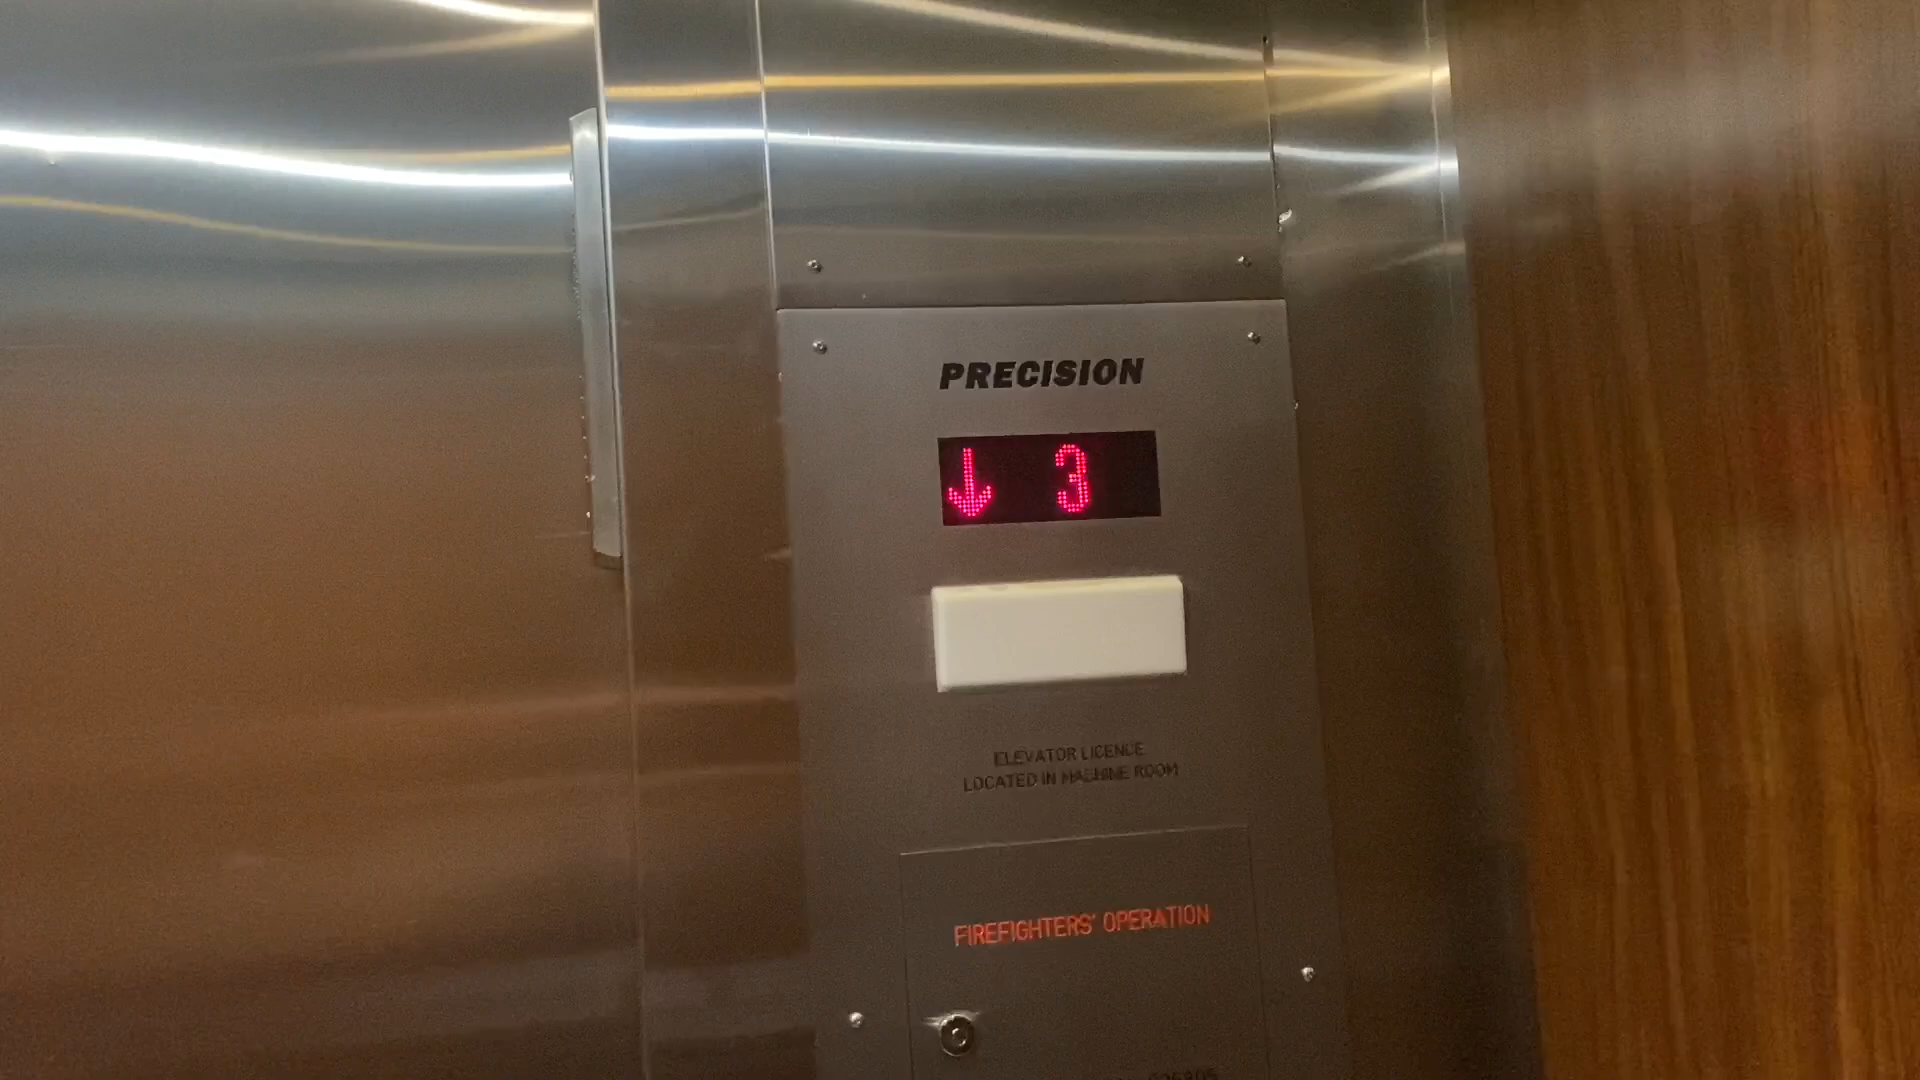 PRECISION
↓ 3
ELEVATOR LICENCE
LOCATED IN MACHINE ROOM
FIREFIGHTERS' OPERATION